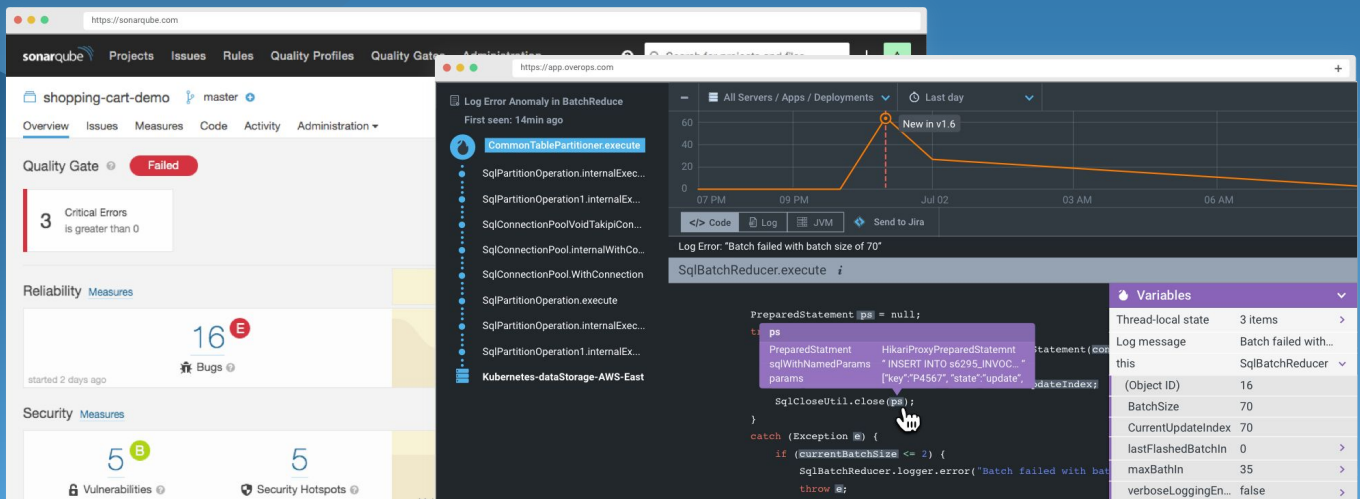 https://sonarqube.com
sonarqube Projects Issues Rules Quality Profiles Quality Gates Administration
Search for projects and files
shopping-cart-demo master
Overview Issues Measures Code Activity Administration
Quality Gate Failed
3 Critical Errors
is greater than 0
Reliability Measures
16 E
Bugs
started 2 days ago
Security Measures
5 B
Vulnerabilities
5
Security Hotspots
https://app.overops.com
Log Error Anomaly in BatchReduce
First seen: 14min ago
CommonTablePartitioner.execute
SqlPartitionOperation.internalExec...
SqlPartitionOperation1.internalEx...
SqlConnectionPoolVoidTakipiCon...
SqlConnectionPool.internalWithCo...
SqlConnectionPool.WithConnection
SqlPartitionOperation.execute
SqlPartitionOperation.internalExec...
SqlPartitionOperation1.internalEx...
Kubernetes-dataStorage-AWS-East
All Servers / Apps / Deployments Last day
60
40
20
0
New in v1.6
07 PM 09 PM Jul 02 03 AM 06 AM
</> Code Log JVM Send to Jira
Log Error: "Batch failed with batch size of 70"
SqlBatchReducer.execute i
PreparedStatement ps = null;
ps
PreparedStatment HikariProxyPreparedStatemnt
sqlWithNamedParams " INSERT INTO s6295_INVOC... "
params ["key":"P4567", "state":"update",
Statement(con
pdateIndex;
SqlCloseUtil.close(ps);
}
catch (Exception e) {
if (currentBatchSize <= 2) {
SqlBatchReducer.logger.error("Batch failed with bat
throw e;
Variables
Thread-local state 3 items
Log message Batch failed with...
this SqlBatchReducer
(Object ID) 16
BatchSize 70
CurrentUpdateIndex 70
lastFlashedBatchIn 0
maxBathIn 35
verboseLoggingEn... false